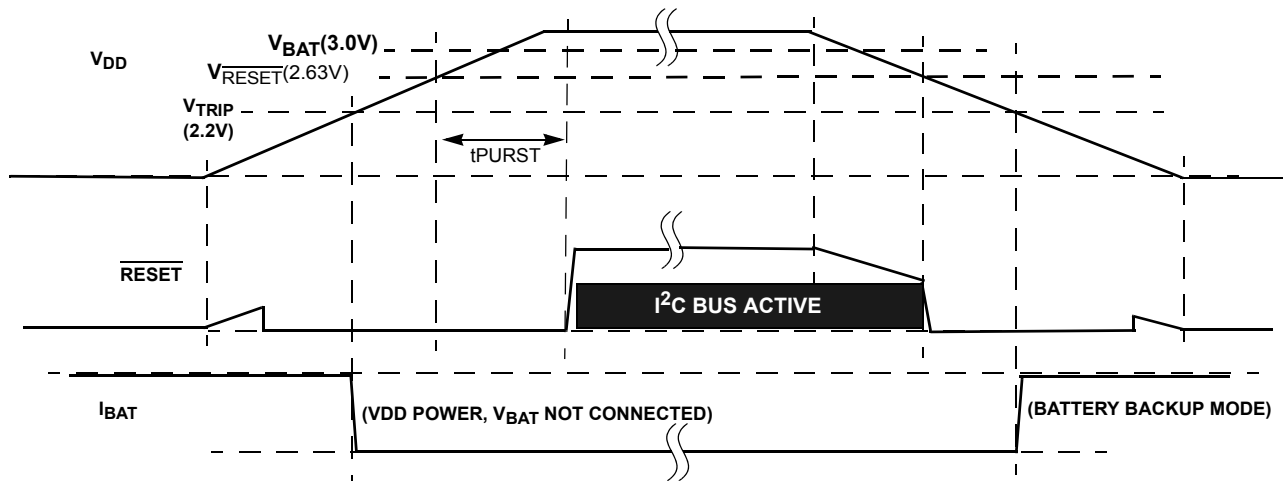 VBAT(3.0V)
VDD
VRESET(2.63V)
VTRIP
(2.2V)
tPURST
RESET
I2C BUS ACTIVE
IBAT
(VDD POWER, VBAT NOT CONNECTED)
(BATTERY BACKUP MODE)